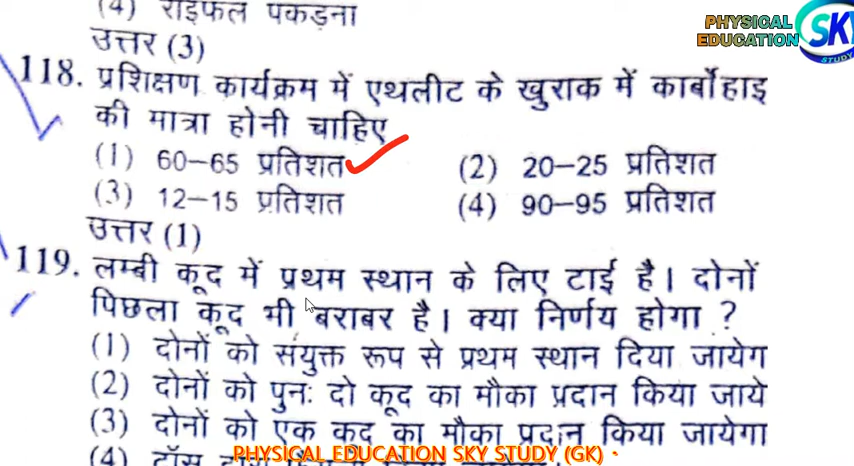 (4) राइफल पकड़ना
PHYSICAL EDUCATION
SKY
STUDY
उत्तर (3)
118. प्रशिक्षण कार्यक्रम में एथलीट के खुराक में कार्बोहाइ
की मात्रा होनी चाहिए
(1) 60–65 प्रतिशत (2) 20–25 प्रतिशत
(3) 12–15 प्रतिशत (4) 90–95 प्रतिशत
उत्तर (1)
119. लम्बी कूद में प्रथम स्थान के लिए टाई है। दोनों
पिछला कूद भी बराबर है। क्या निर्णय होगा ?
(1) दोनों को संयुक्त रूप से प्रथम स्थान दिया जायेग
(2) दोनों को पुनः दो कूद का मौका प्रदान किया जाये
(3) दोनों को एक कूद का मौका प्रदान किया जायेगा
(4) टॉस
PHYSICAL EDUCATION SKY STUDY (GK)